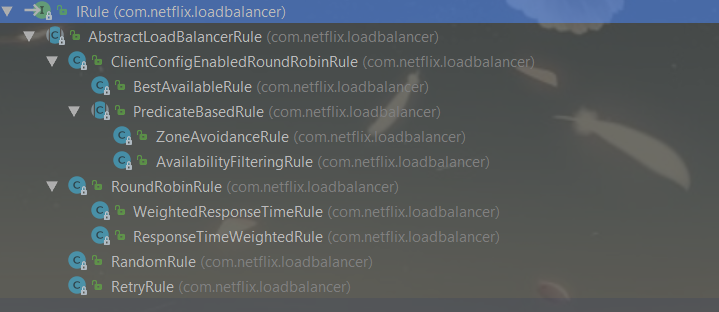 IRule (com.netflix.loadbalancer)
AbstractLoadBalancerRule (com.netflix.loadbalancer)
ClientConfigEnabledRoundRobinRule (com.netflix.loadbalancer)
BestAvailableRule (com.netflix.loadbalancer)
PredicateBasedRule (com.netflix.loadbalancer)
ZoneAvoidanceRule (com.netflix.loadbalancer)
AvailabilityFilteringRule (com.netflix.loadbalancer)
RoundRobinRule (com.netflix.loadbalancer)
WeightedResponseTimeRule (com.netflix.loadbalancer)
ResponseTimeWeightedRule (com.netflix.loadbalancer)
RandomRule (com.netflix.loadbalancer)
RetryRule (com.netflix.loadbalancer)